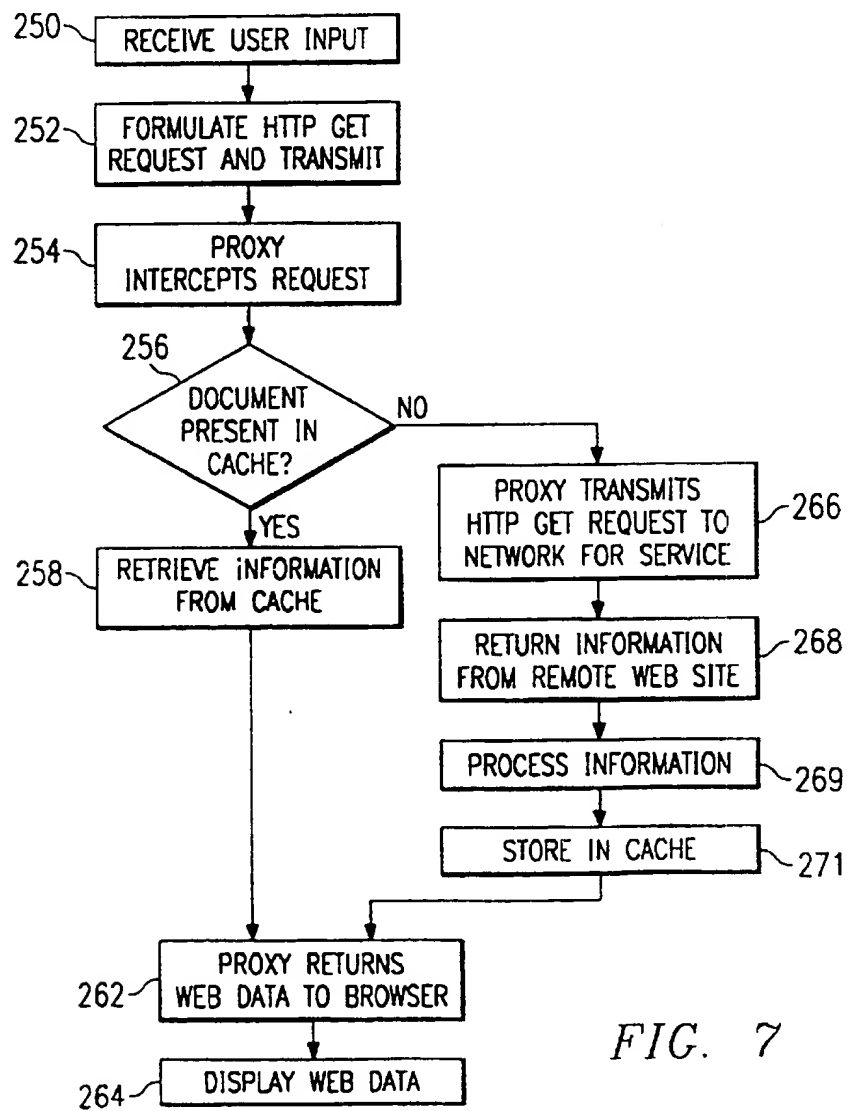 250
RECEIVE USER INPUT
252
FORMULATE HTTP GET
REQUEST AND TRANSMIT
254
PROXY
INTERCEPTS REQUEST
256
DOCUMENT
PRESENT IN
CACHE?
NO
YES
258
RETRIEVE INFORMATION
FROM CACHE
PROXY TRANSMITS
HTTP GET REQUEST TO
NETWORK FOR SERVICE
266
RETURN INFORMATION
FROM REMOTE WEB SITE
268
PROCESS INFORMATION
269
STORE IN CACHE
271
PROXY RETURNS
WEB DATA TO BROWSER
262
DISPLAY WEB DATA
264
FIG. 7